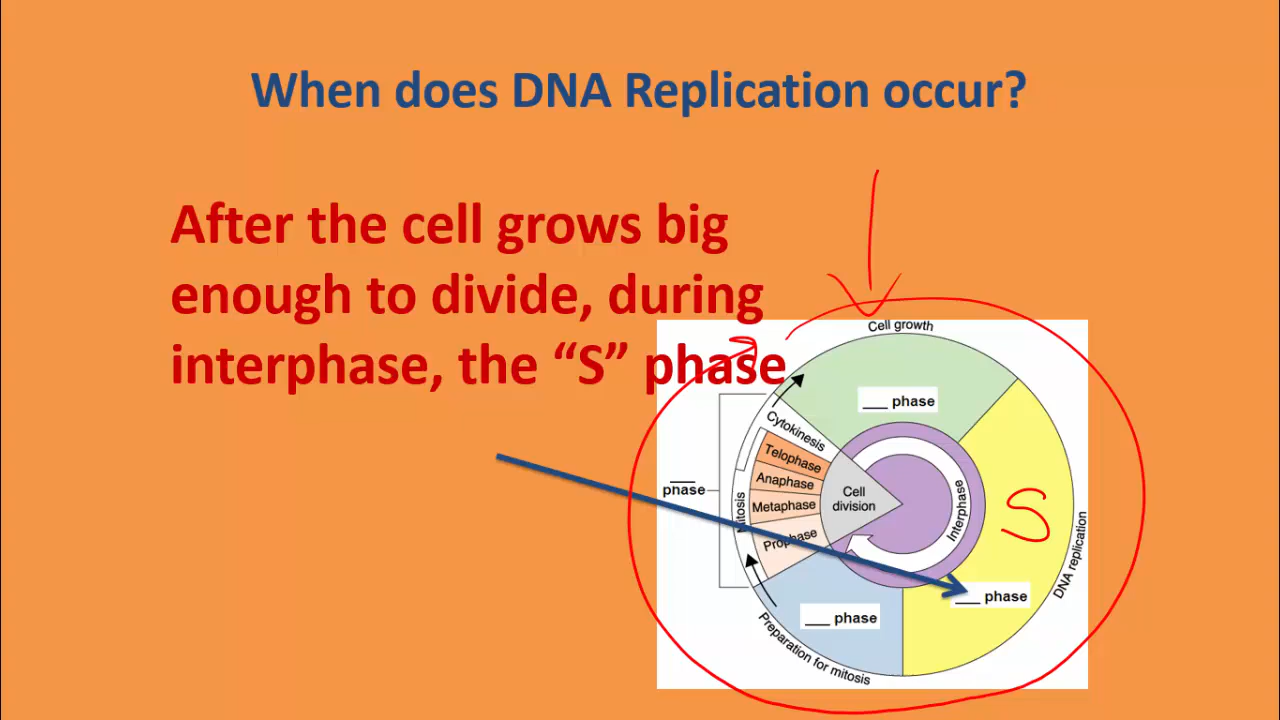 When does DNA Replication occur?
After the cell grows big
enough to divide, during
interphase, the “S” phase
Cell growth
___ phase
Cytokinesis
Telophase
Anaphase
Metaphase
Prophase
Mitosis
___
phase
Cell
division
Interphase
S
DNA replication
___ phase
___ phase
Preparation for mitosis